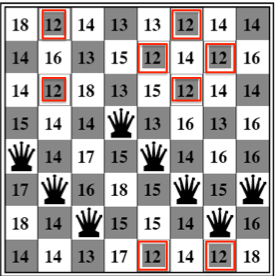 18 12 14 13 13 12 14 14
14 16 13 15 12 14 12 16
14 12 18 13 15 12 14 14
15 14 14 13 16 13 16
14 17 15 14 16 16
17 16 18 15 15
18 14 15 15 14 16
14 14 13 17 12 14 12 18